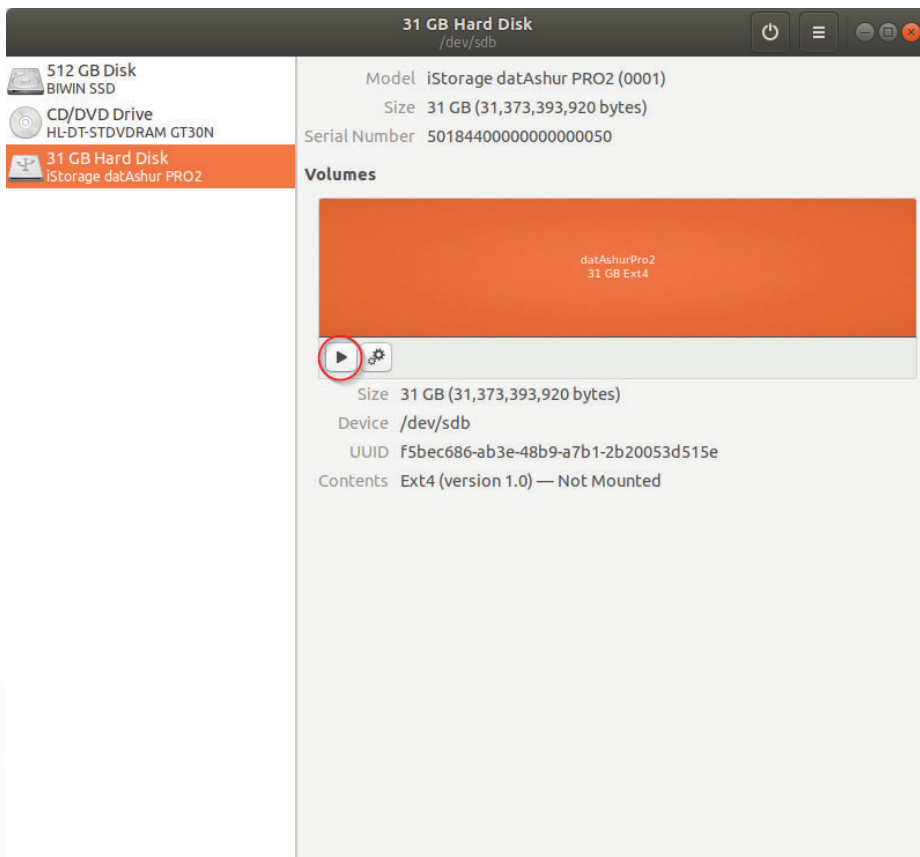 31 GB Hard Disk
/dev/sdb
512 GB Disk
BIWIN SSD
CD/DVD Drive
HL-DT-STDVDRAM GT30N
31 GB Hard Disk
iStorage datAshur PRO2
Model iStorage datAshur PRO2 (0001)
Size 31 GB (31,373,393,920 bytes)
Serial Number 50184400000000000050
Volumes
datAshurPro2
31 GB Ext4
Size 31 GB (31,373,393,920 bytes)
Device /dev/sdb
UUID f5bec686-ab3e-48b9-a7b1-2b20053d515e
Contents Ext4 (version 1.0) — Not Mounted